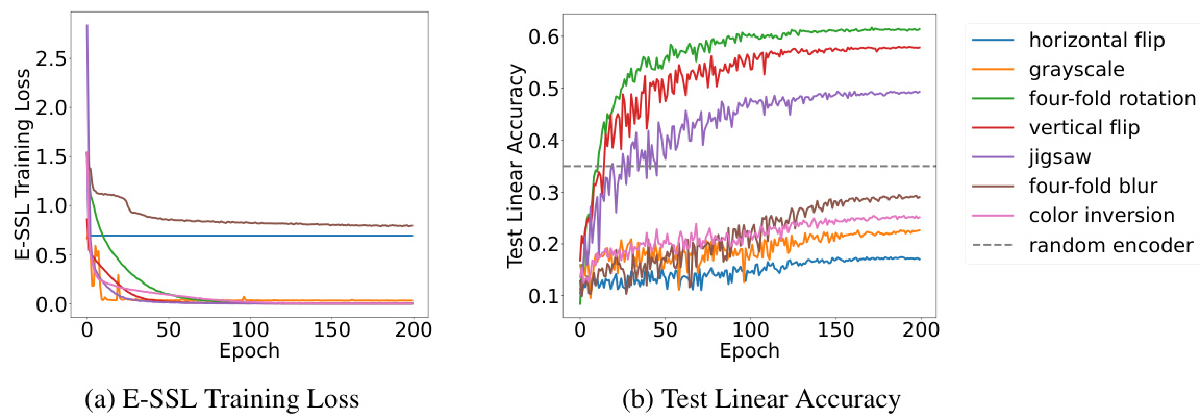 E-SSL Training Loss
2.5
2.0
1.5
1.0
0.5
0.0
0 50 100 150 200
Epoch
(a) E-SSL Training Loss
Test Linear Accuracy
0.6
0.5
0.4
0.3
0.2
0.1
0 50 100 150 200
Epoch
(b) Test Linear Accuracy
horizontal flip
grayscale
four-fold rotation
vertical flip
jigsaw
four-fold blur
color inversion
random encoder